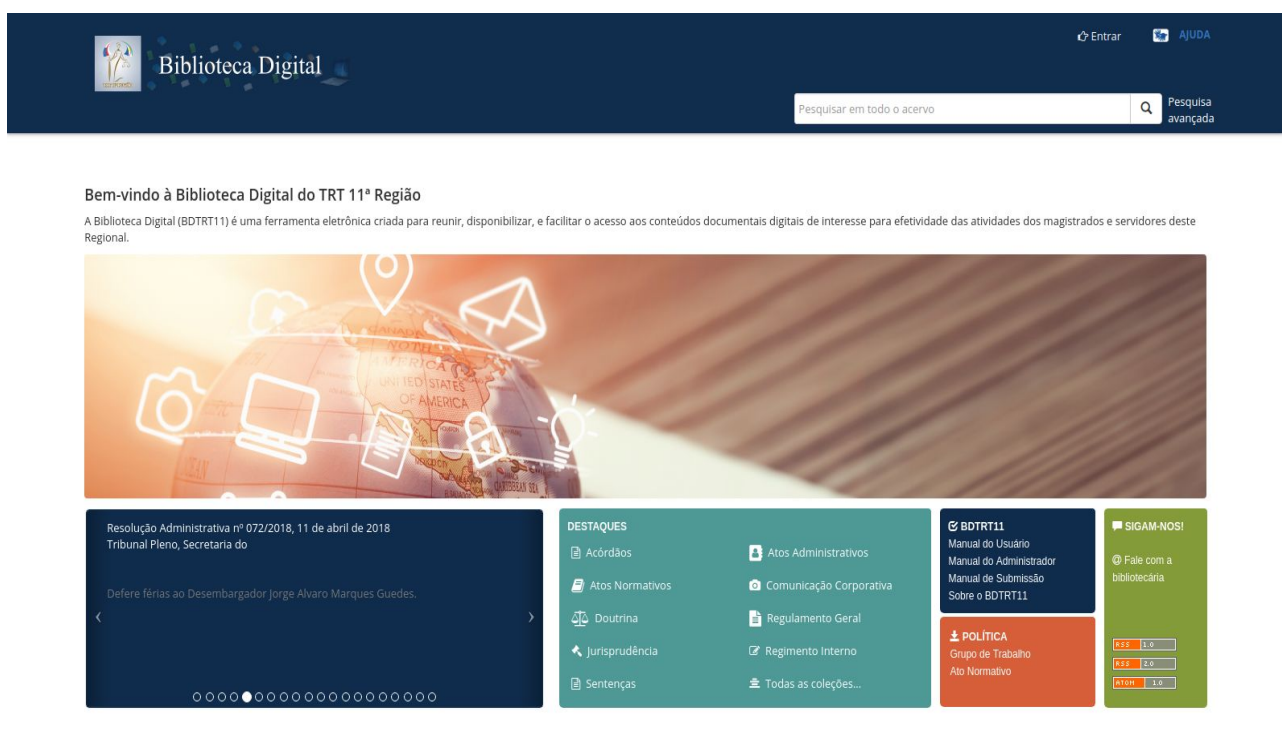 Biblioteca Digital
Entrar
AJUDA
Pesquisar em todo o acervo
Pesquisa
avançada
Bem-vindo à Biblioteca Digital do TRT 11ª Região
A Biblioteca Digital (BDTRT11) é uma ferramenta eletrônica criada para reunir, disponibilizar, e facilitar o acesso aos conteúdos documentais digitais de interesse para efetividade das atividades dos magistrados e servidores deste
Regional.
CANADA
NORTH
AMERICA
UNITED STATES
OF AMERICA
CARIBBEAN SEA
Resolução Administrativa nº 072/2018, 11 de abril de 2018
Tribunal Pleno, Secretaria do
Defere férias ao Desembargador Jorge Alvaro Marques Guedes.
DESTAQUES
Acórdãos
Atos Normativos
Doutrina
Jurisprudência
Sentenças
Atos Administrativos
Comunicação Corporativa
Regulamento Geral
Regimento Interno
Todas as coleções...
BDTRT11
Manual do Usuário
Manual do Administrador
Manual de Submissão
Sobre o BDTRT11
POLÍTICA
Grupo de Trabalho
Ato Normativo
SIGAM-NOS!
@ Fale com a
bibliotecária
RSS 1.0
RSS 2.0
ATOM 1.0